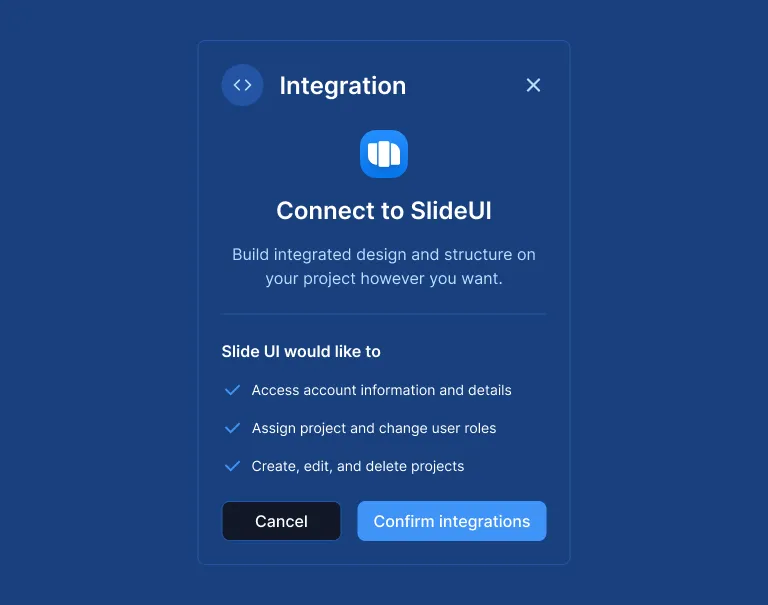 Integration
Connect to SlideUI
Build integrated design and structure on
your project however you want.
Slide UI would like to
Access account information and details
Assign project and change user roles
Create, edit, and delete projects
Cancel
Confirm integrations